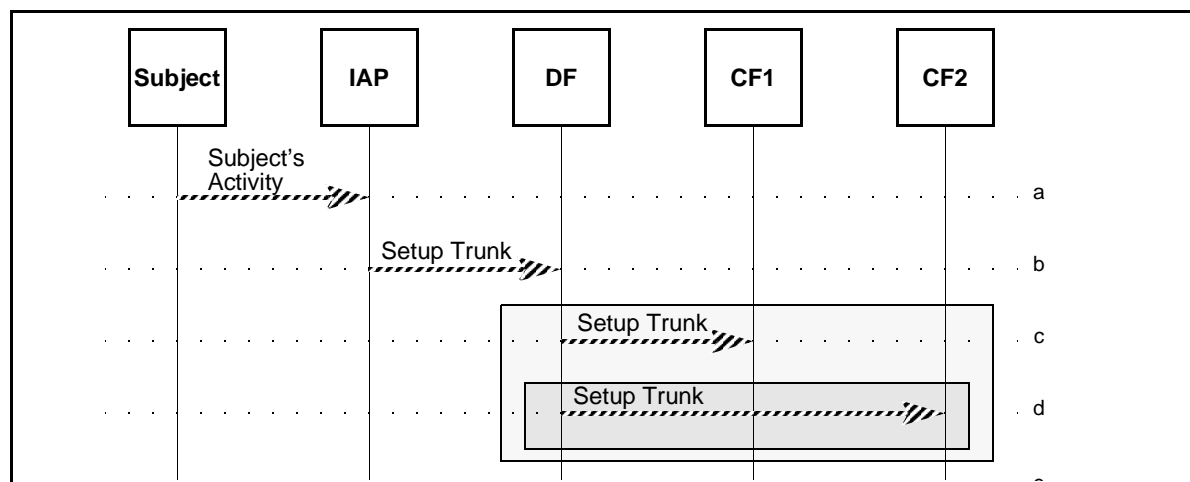 Subject
IAP
DF
CF1
CF2
Subject's
Activity
a
Setup Trunk
b
Setup Trunk
c
Setup Trunk
d